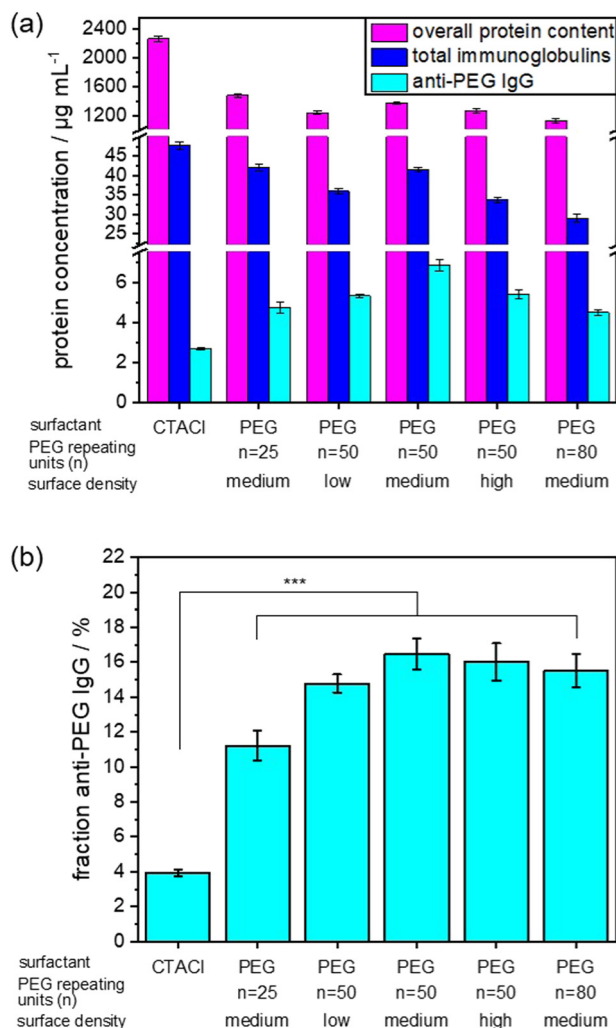 (a)
2400
2000
1600
1200
45
40
35
30
25
6
4
2
0
protein concentration / µg mL⁻¹
overall protein content
total immunoglobulins
anti-PEG IgG
surfactant CTACl PEG PEG PEG PEG PEG
PEG repeating
units (n) n=25 n=50 n=50 n=50 n=80
surface density medium low medium high medium
(b)
22
20
18
16
14
12
10
8
6
4
2
0
fraction anti-PEG IgG / %
***
surfactant CTACl PEG PEG PEG PEG PEG
PEG repeating
units (n) n=25 n=50 n=50 n=50 n=80
surface density medium low medium high medium